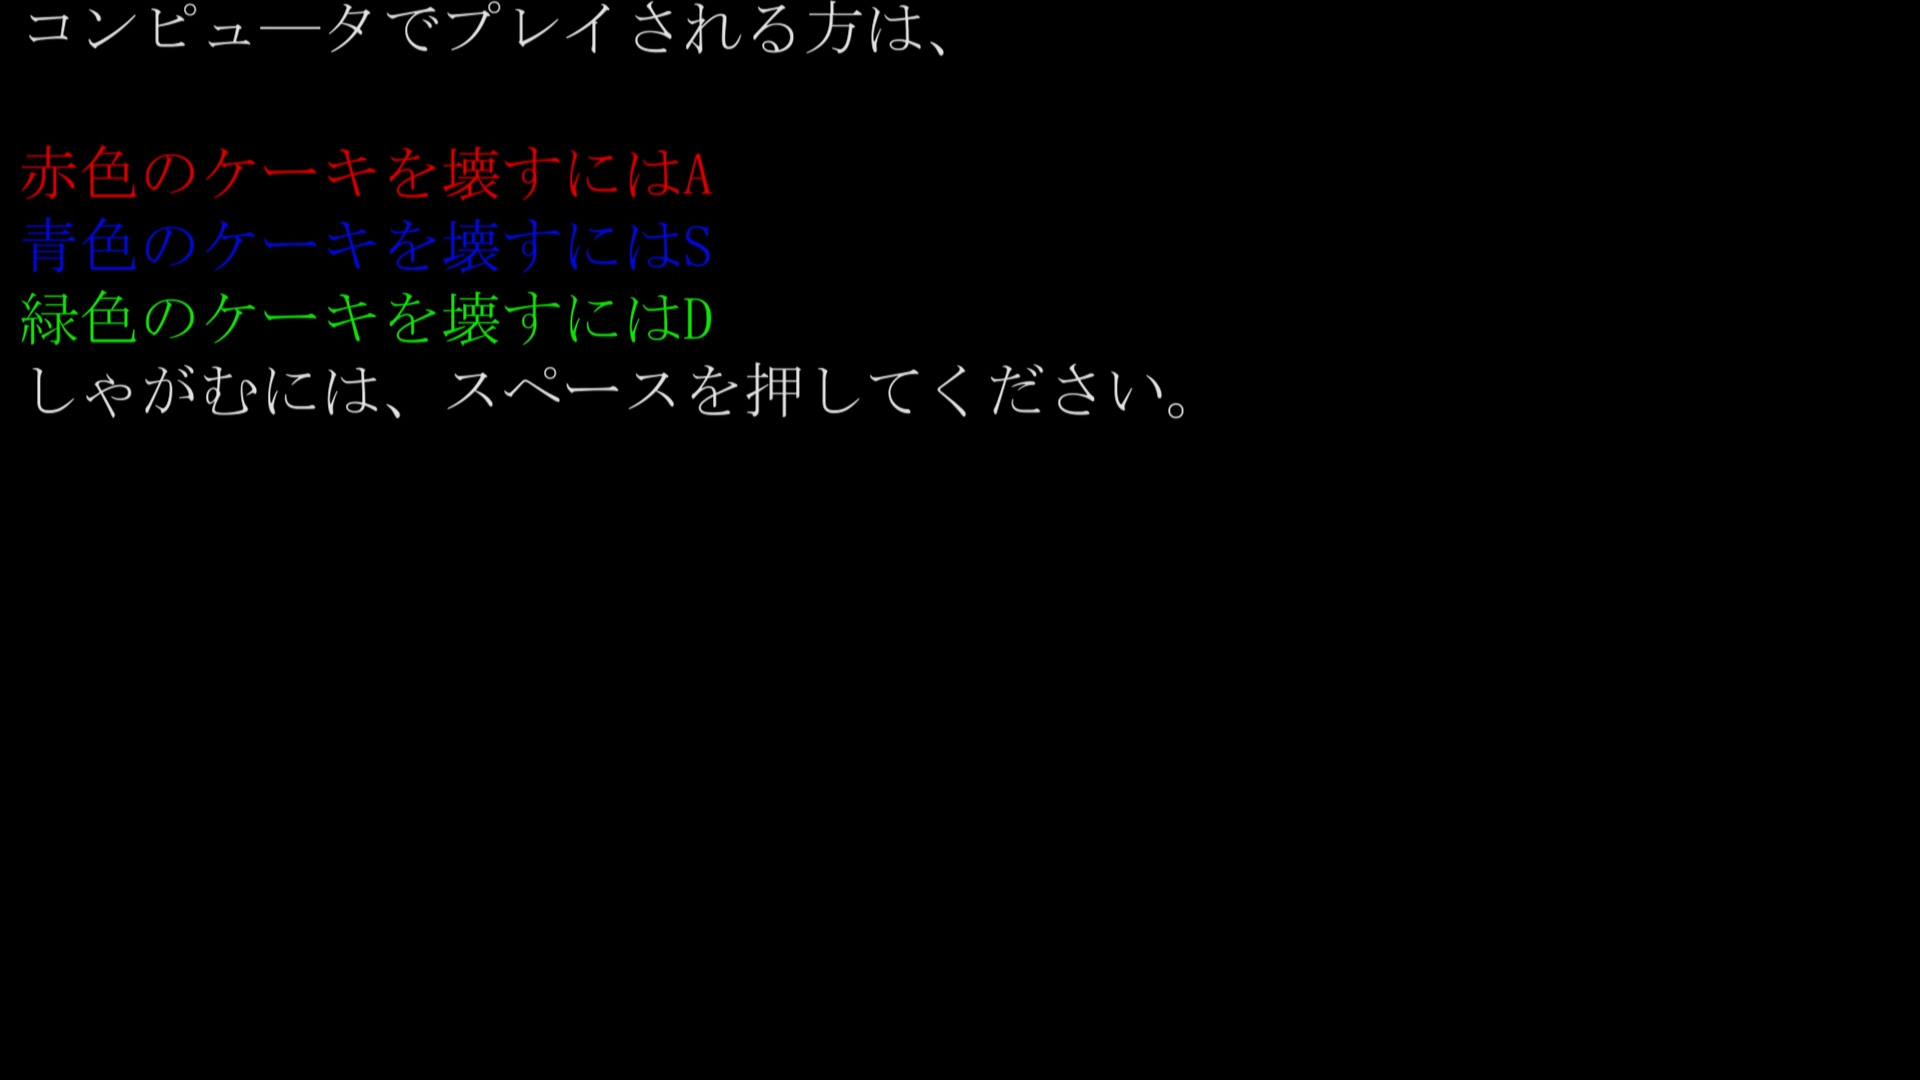 コンピュ―タでプレイされる方は、
赤色のケーキを壊すにはA
青色のケーキを壊すにはS
緑色のケーキを壊すにはD
しゃがむには、スペースを押してください。